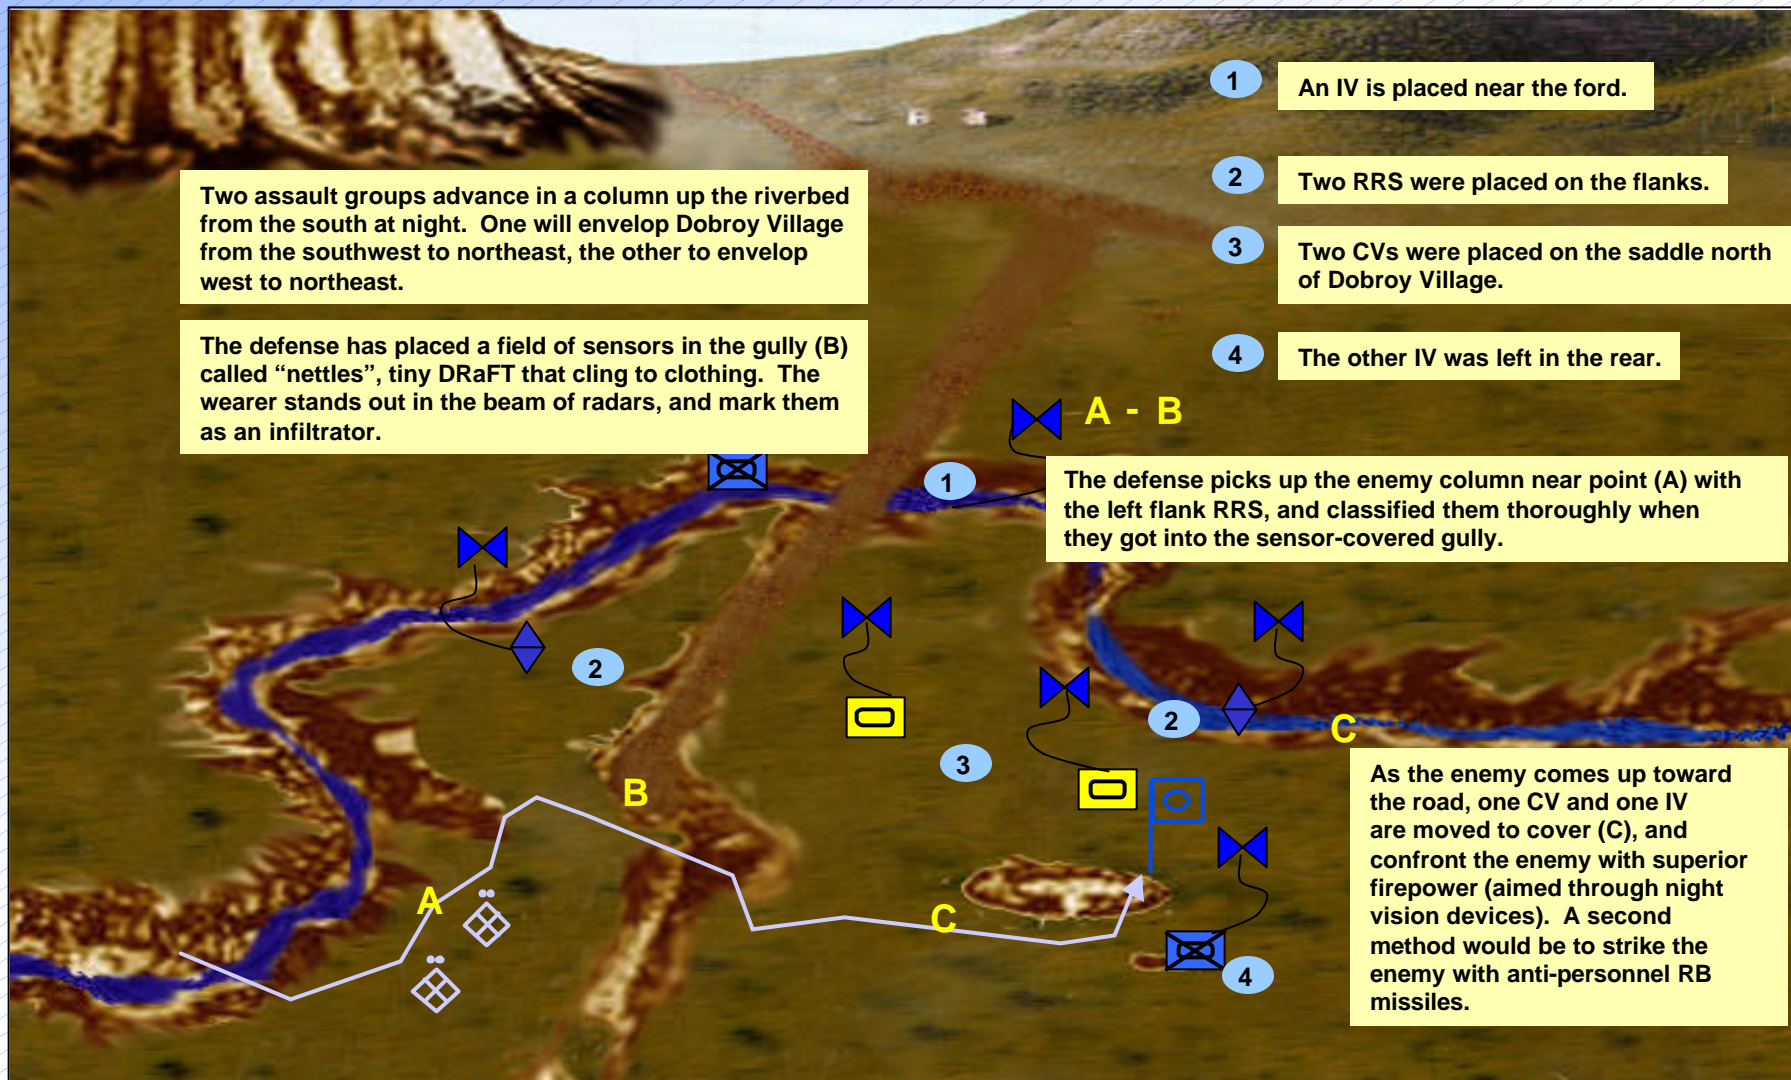 1
An IV is placed near the ford.
2
Two RRS were placed on the flanks.
3
Two CVs were placed on the saddle north
of Dobroy Village.
4
The other IV was left in the rear.
Two assault groups advance in a column up the riverbed
from the south at night.  One will envelop Dobroy Village
from the southwest to northeast, the other to envelop
west to northeast.
The defense has placed a field of sensors in the gully (B)
called “nettles”, tiny DRaFT that cling to clothing.  The
wearer stands out in the beam of radars, and mark them
as an infiltrator.
A - B
The defense picks up the enemy column near point (A) with
the left flank RRS, and classified them thoroughly when
they got into the sensor-covered gully.
1
2
2
C
3
B
A
C
4
As the enemy comes up toward
the road, one CV and one IV
are moved to cover (C), and
confront the enemy with superior
firepower (aimed through night
vision devices).  A second
method would be to strike the
enemy with anti-personnel RB
missiles.